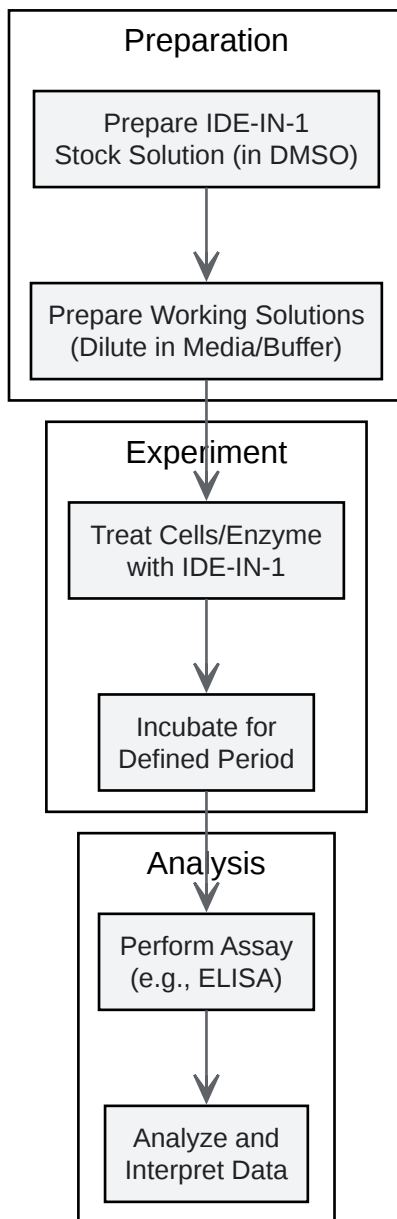 Preparation
Prepare IDE-IN-1
Stock Solution (in DMSO)
Prepare Working Solutions
(Dilute in Media/Buffer)
Experiment
Treat Cells/Enzyme
with IDE-IN-1
Incubate for
Defined Period
Analysis
Perform Assay
(e.g., ELISA)
Analyze and
Interpret Data